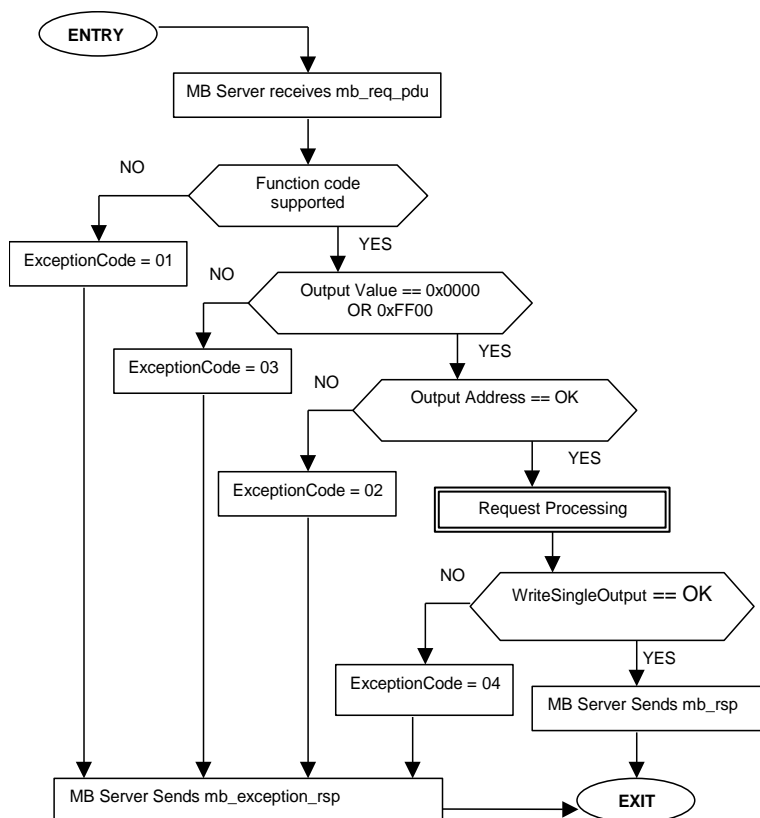 ENTRY
MB Server receives mb_req_pdu
NO
Function code
supported
YES
ExceptionCode = 01
NO
Output Value == 0x0000
OR 0xFF00
YES
ExceptionCode = 03
NO
Output Address == OK
YES
ExceptionCode = 02
Request Processing
NO
WriteSingleOutput == OK
YES
ExceptionCode = 04
MB Server Sends mb_rsp
MB Server Sends mb_exception_rsp
EXIT